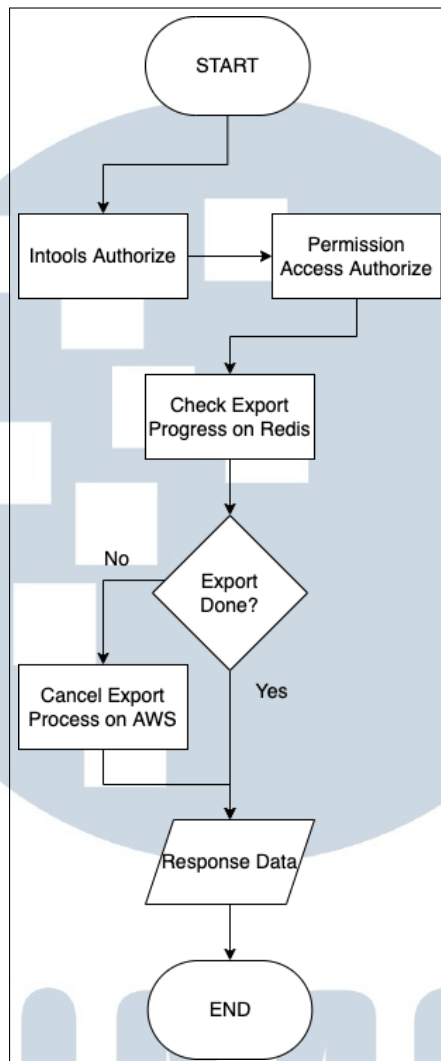 START
Intools Authorize
Permission
Access Authorize
Check Export
Progress on Redis
Export
Done?
No
Yes
Cancel Export
Process on AWS
Response Data
END